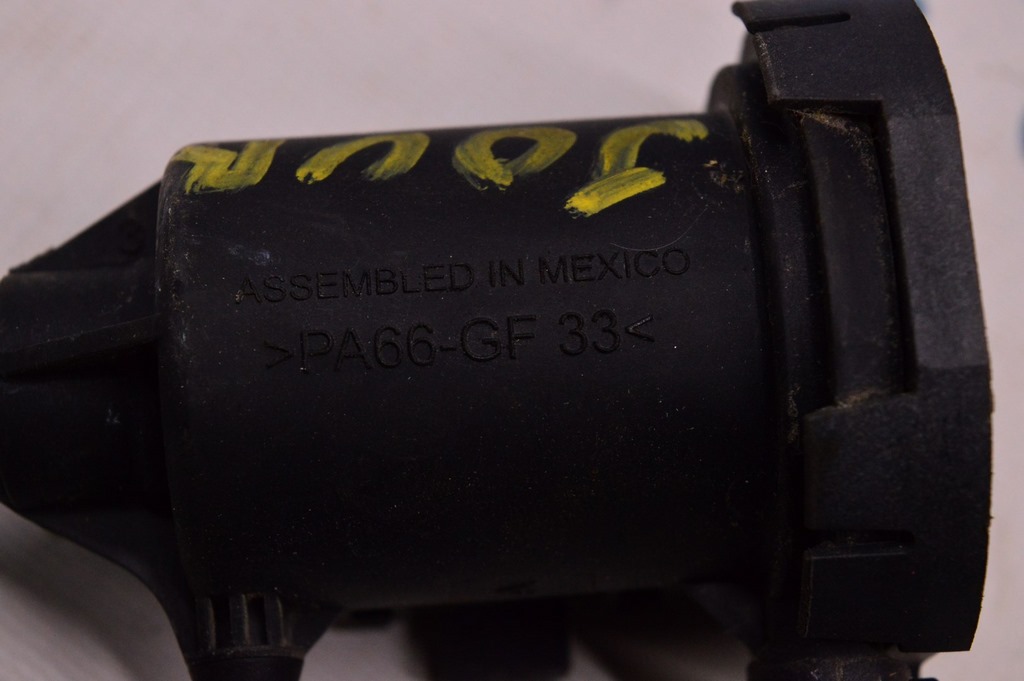 ASSEMBLED IN MEXICO
>PA66-GF 33<